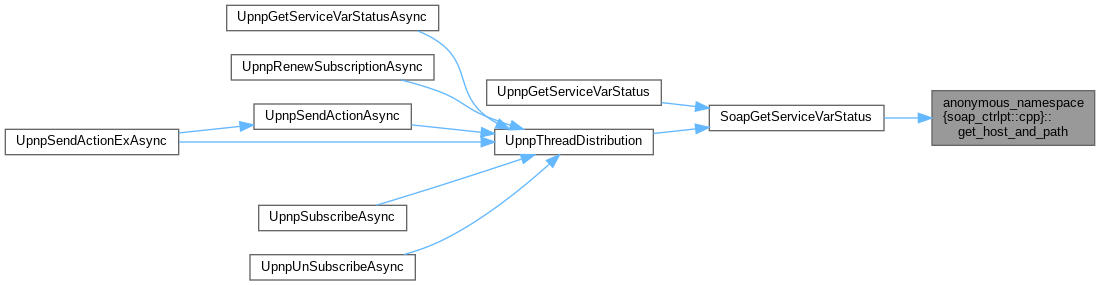 UpnpGetServiceVarStatusAsync
UpnpRenewSubscriptionAsync
UpnpSendActionAsync
UpnpSendActionExAsync
UpnpSubscribeAsync
UpnpUnSubscribeAsync
UpnpThreadDistribution
UpnpGetServiceVarStatus
SoapGetServiceVarStatus
anonymous_namespace
{soap_ctrlpt::cpp}::
get_host_and_path